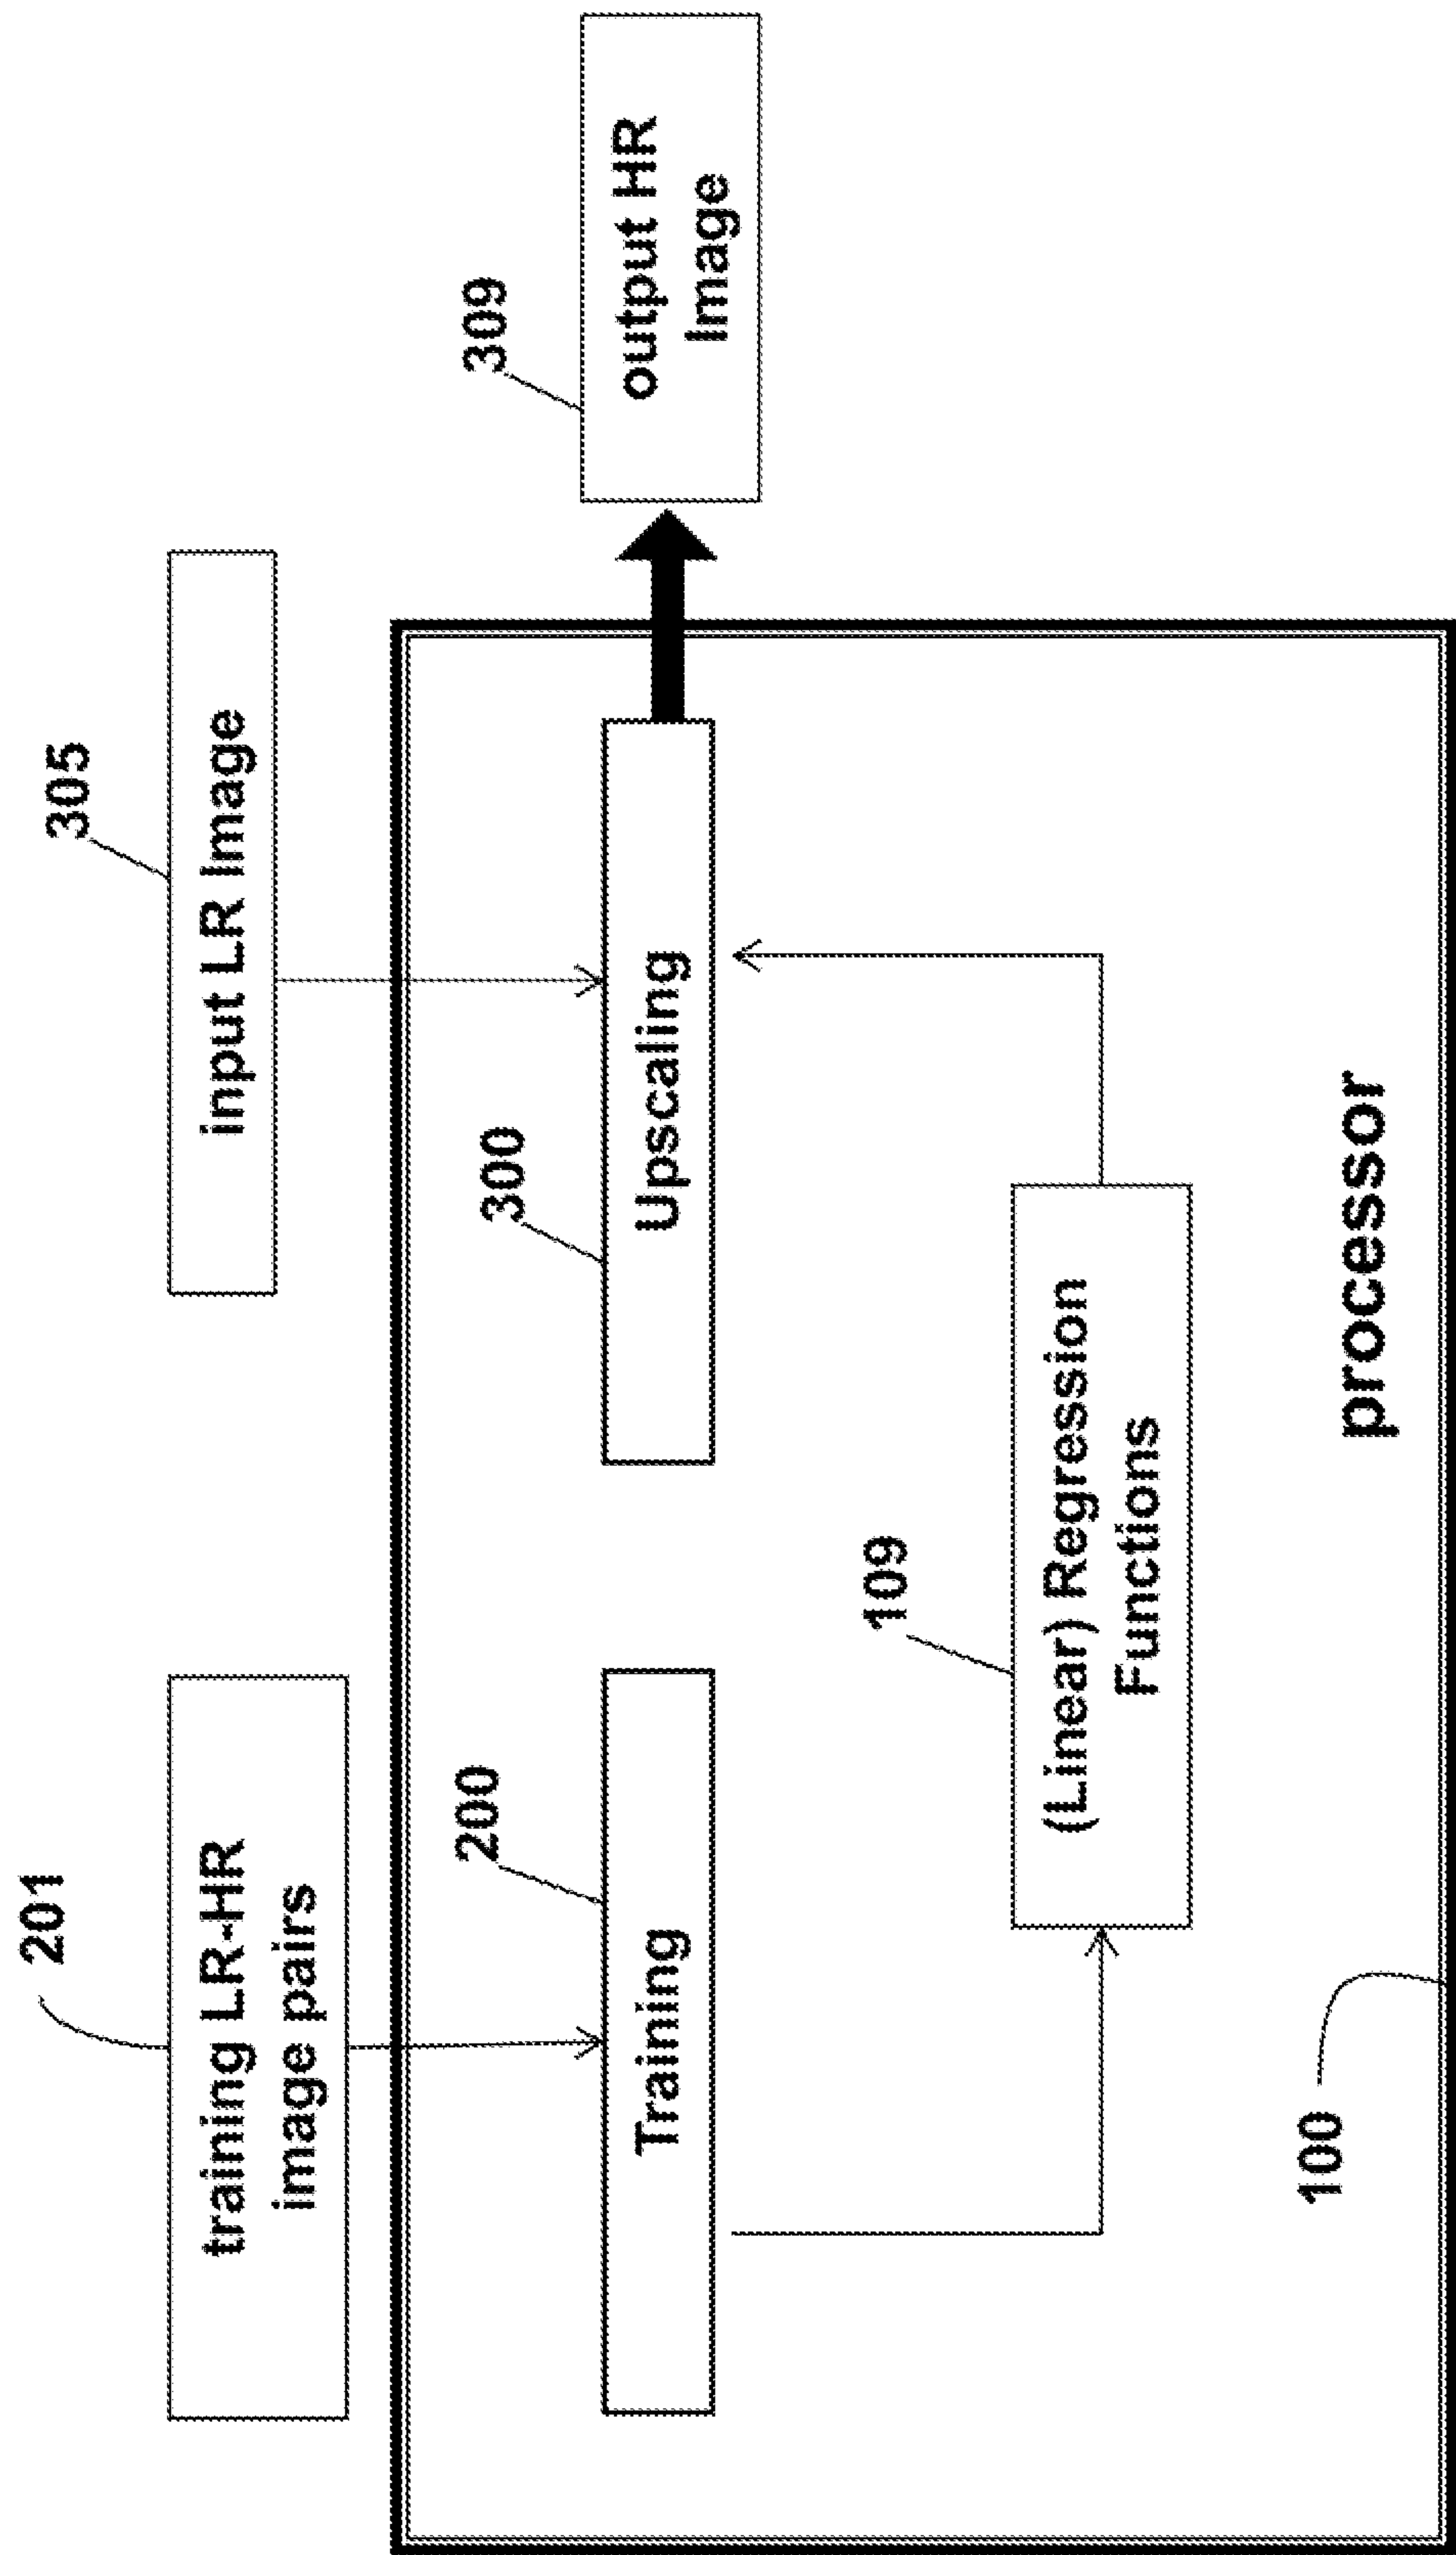 201
training LR-HR
image pairs
305
input LR Image
200
Training
300
Upscaling
309
output HR
Image
109
(Linear) Regression
Functions
100
processor